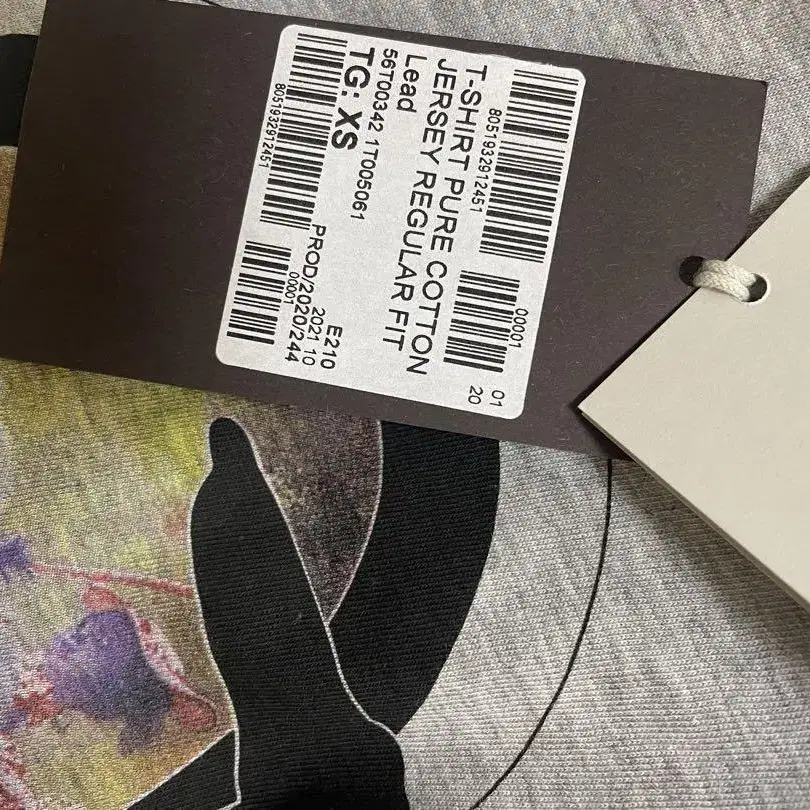 8051932912451
00001
01
20
T-SHIRT PURE COTTON
JERSEY REGULAR FIT
Lead
56T00342 1T005061
TG: XS
E210
2021 10
PROD/2020/244
00001
8051932912451